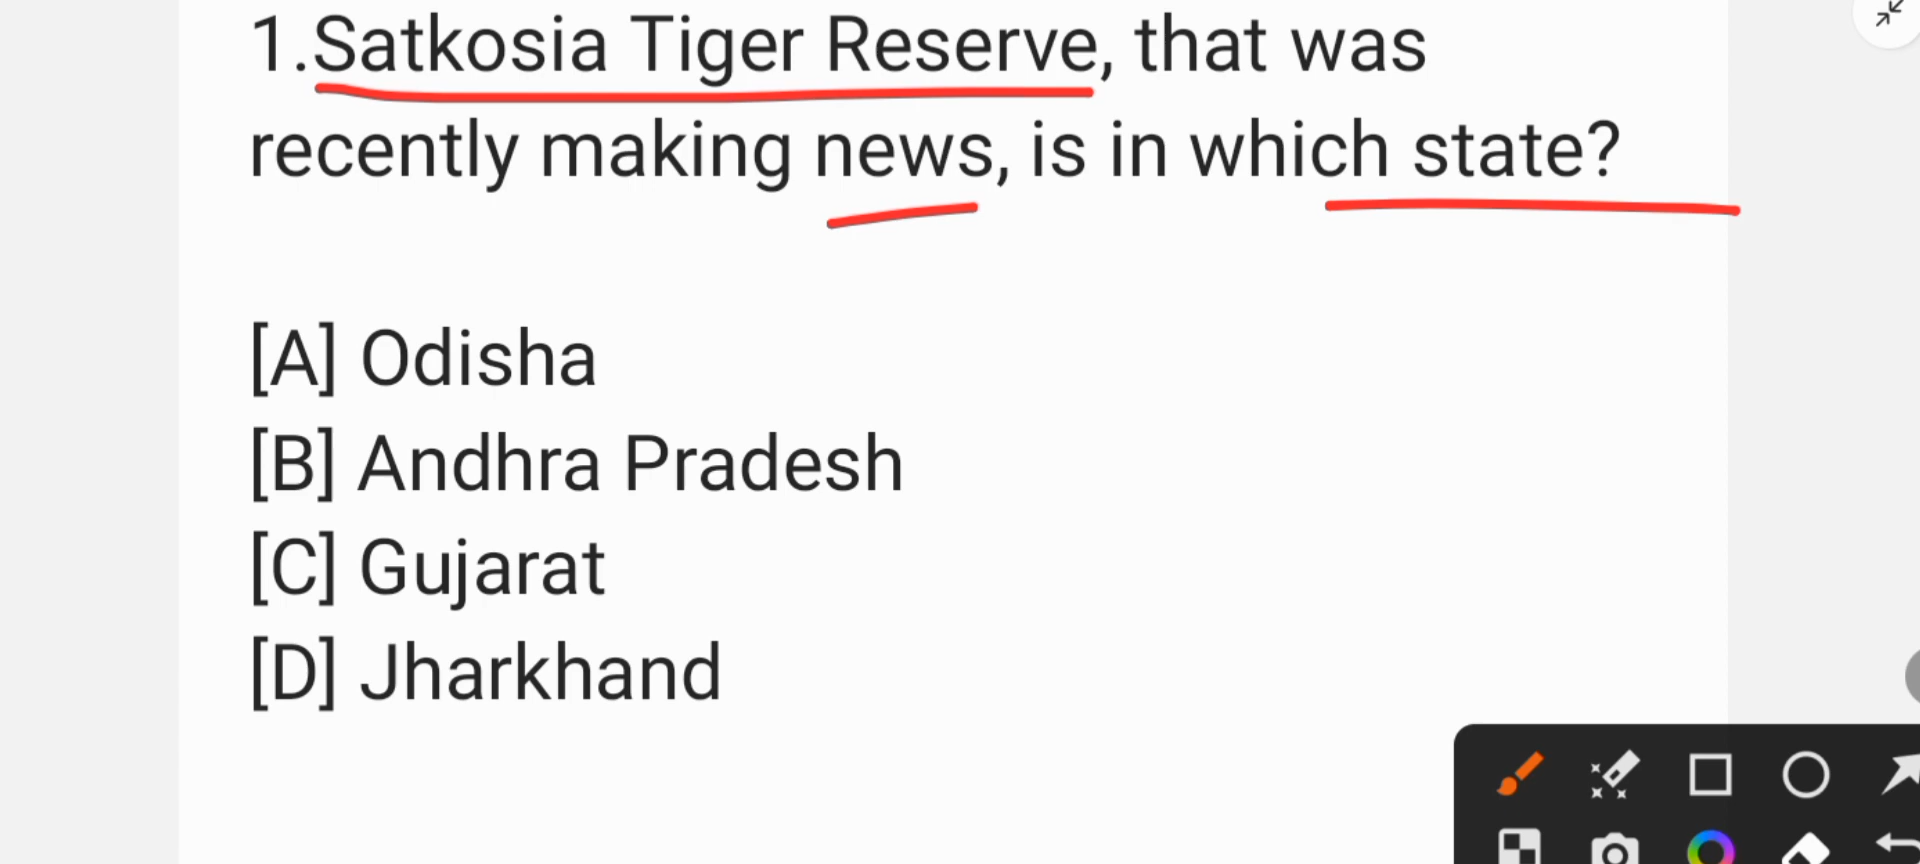 1.Satkosia Tiger Reserve, that was
recently making news, is in which state?
[A] Odisha
[B] Andhra Pradesh
[C] Gujarat
[D] Jharkhand